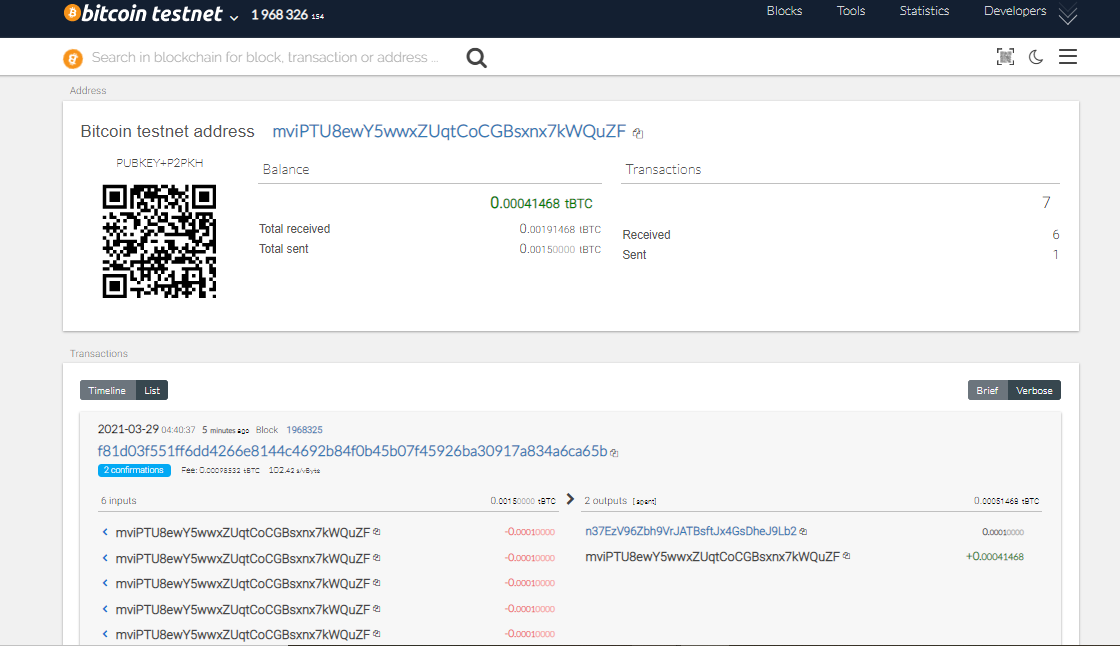 bitcoin testnet 1 968 326 154 Blocks Tools Statistics Developers
Search in blockchain for block, transaction or address ...
Address
Bitcoin testnet address mviPTU8ewY5wwxZUqtCoCGBsxnx7kWQuZF
PUBKEY+P2PKH
Balance Transactions
0.00041468 tBTC 7
Total received 0.00191468 tBTC Received 6
Total sent 0.00150000 tBTC Sent 1
Transactions
Timeline List Brief Verbose
2021-03-29 04:40:37 5 minutes ago Block 1968325
f81d03f551ff6dd4266e8144c4692b84f0b45b07f45926ba30917a834a6ca65b
2 confirmations Fee: 0.00098532 tBTC 102.42 s/vByte
6 inputs 0.00150000 tBTC 2 outputs [agent] 0.00051468 tBTC
mviPTU8ewY5wwxZUqtCoCGBsxnx7kWQuZF -0.00010000 n37EzV96Zbh9VrJATBsftJx4GsDheJ9Lb2 0.00010000
mviPTU8ewY5wwxZUqtCoCGBsxnx7kWQuZF -0.00010000 mviPTU8ewY5wwxZUqtCoCGBsxnx7kWQuZF +0.00041468
mviPTU8ewY5wwxZUqtCoCGBsxnx7kWQuZF -0.00010000
mviPTU8ewY5wwxZUqtCoCGBsxnx7kWQuZF -0.00010000
mviPTU8ewY5wwxZUqtCoCGBsxnx7kWQuZF -0.00010000